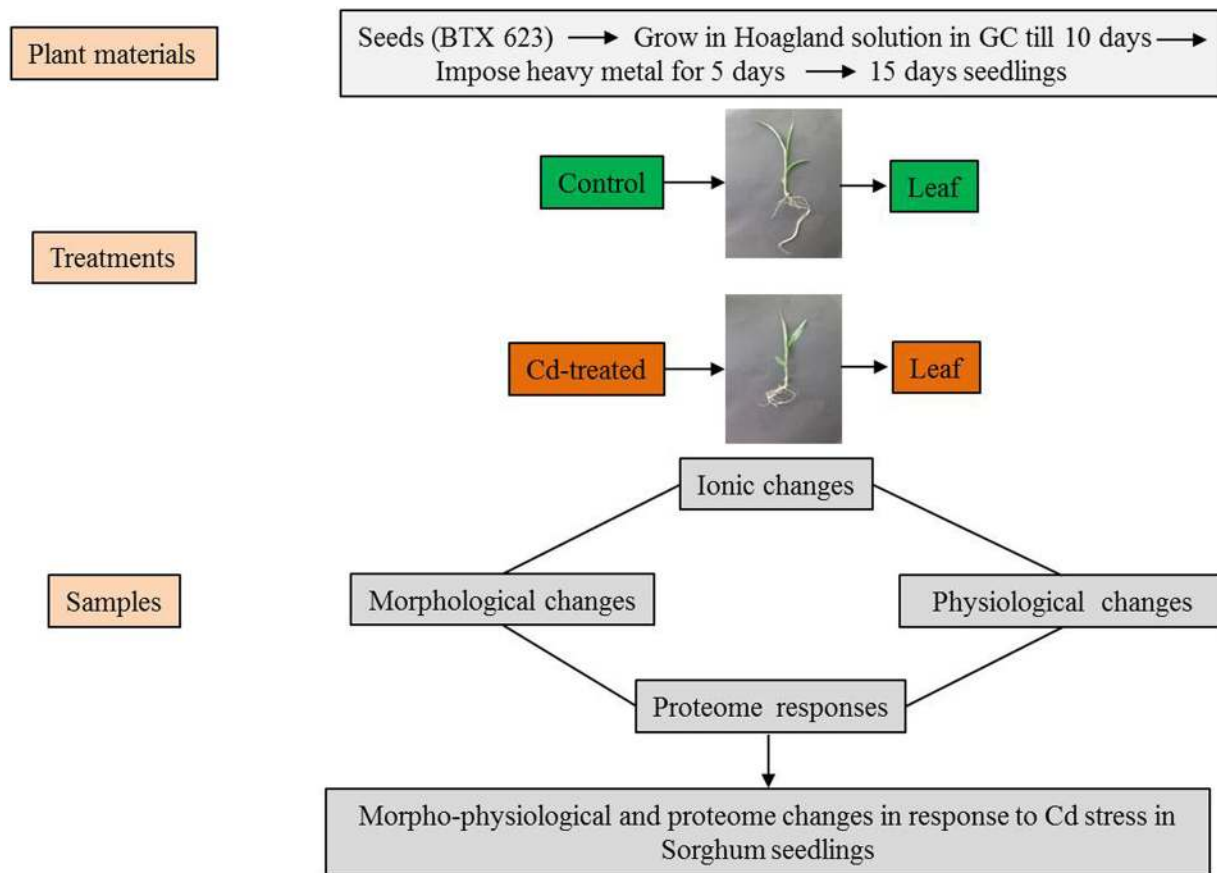 Plant materials
Seeds (BTX 623) → Grow in Hoagland solution in GC till 10 days →
Impose heavy metal for 5 days → 15 days seedlings
Control
Leaf
Treatments
Cd-treated
Leaf
Ionic changes
Samples
Morphological changes
Physiological changes
Proteome responses
Morpho-physiological and proteome changes in response to Cd stress in
Sorghum seedlings